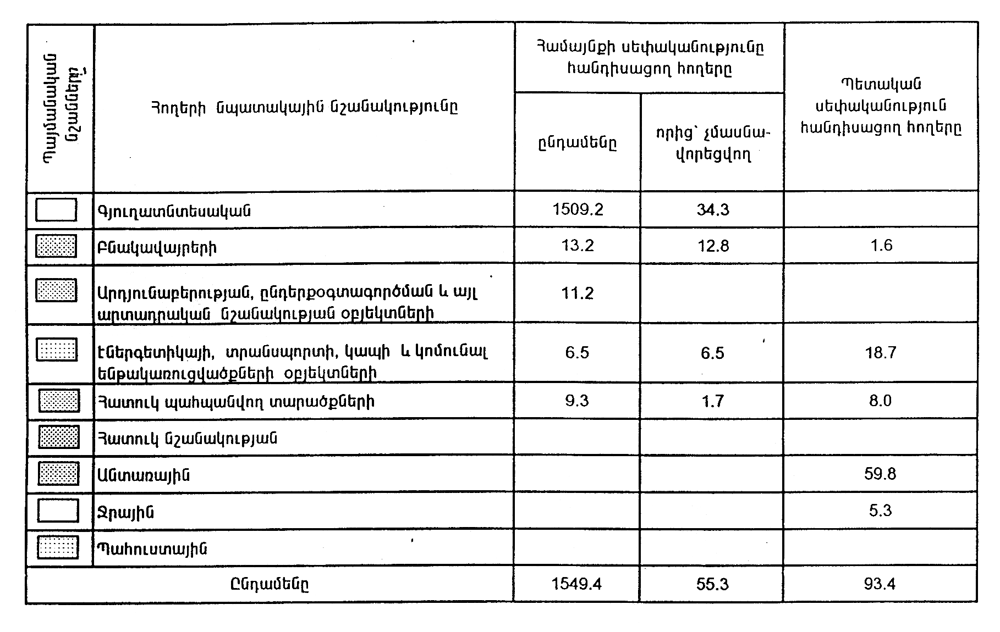 Պայմանական
նշանները
Հողերի նպատակային նշանակությունը
Համայնքի սեփականությունը
հանդիսացող հողերը
ընդամենը
որից՝ չմասնա-
վորեցվող
Պետական
սեփականություն
հանդիսացող հողերը
Գյուղատնտեսական 1509.2 34.3
Բնակավայրերի 13.2 12.8 1.6
Արդյունաբերության, ընդերքօգտագործման և այլ 11.2
արտադրական նշանակության օբյեկտների
էներգետիկայի, տրանսպորտի, կապի և կոմունալ 6.5 6.5 18.7
ենթակառուցվածքների օբյեկտների
Հատուկ պահպանվող տարածքների 9.3 1.7 8.0
Հատուկ նշանակության
Անտառային 59.8
Ջրային 5.3
Պահուստային
Ընդամենը 1549.4 55.3 93.4